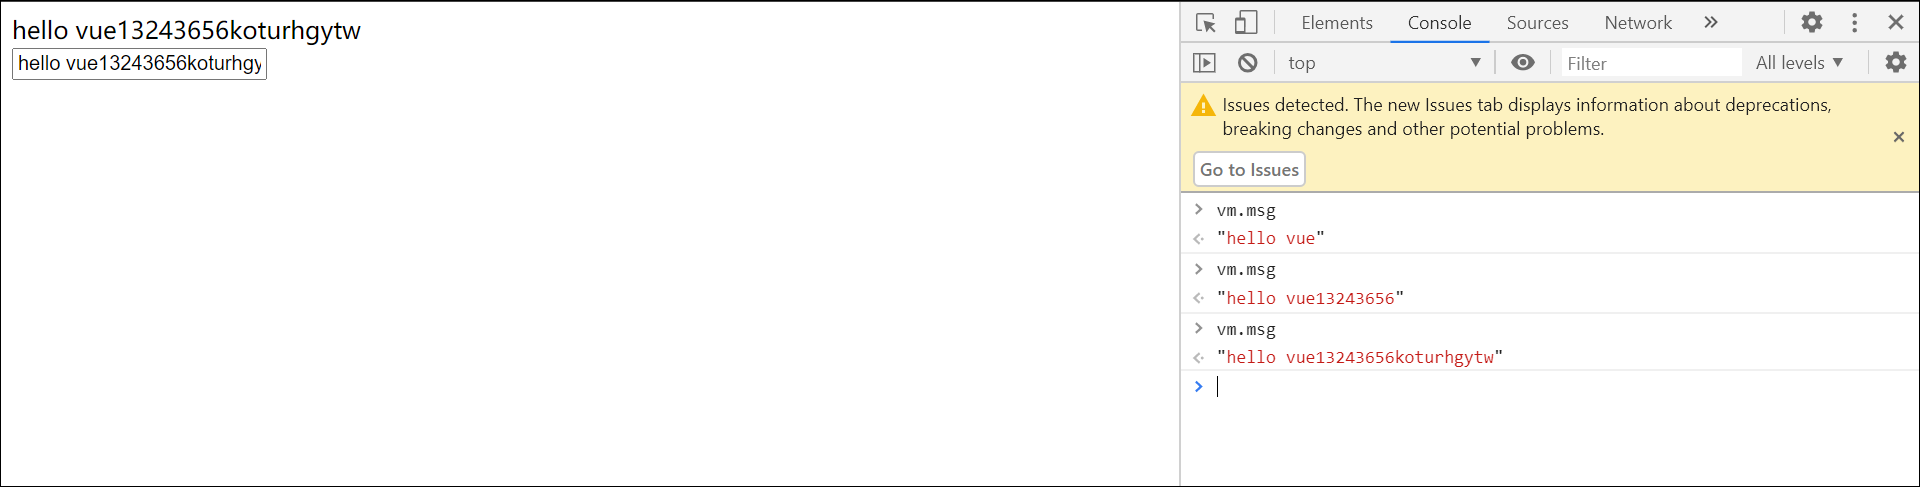 hello vue13243656koturhgytw
hello vue13243656koturhgy
Elements Console Sources Network
top Filter All levels
Issues detected. The new Issues tab displays information about deprecations,
breaking changes and other potential problems.
Go to Issues
vm.msg
"hello vue"
vm.msg
"hello vue13243656"
vm.msg
"hello vue13243656koturhgytw"